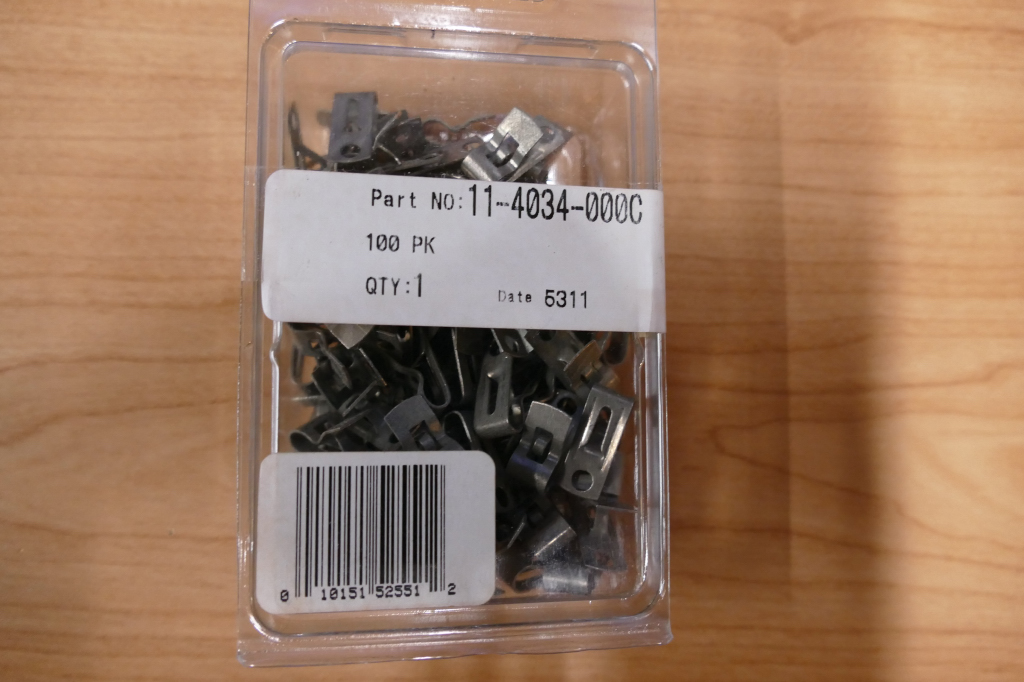 Part NO:11-4034-000C
100 PK
QTY:1 Date 5311
0 10151 52551 2